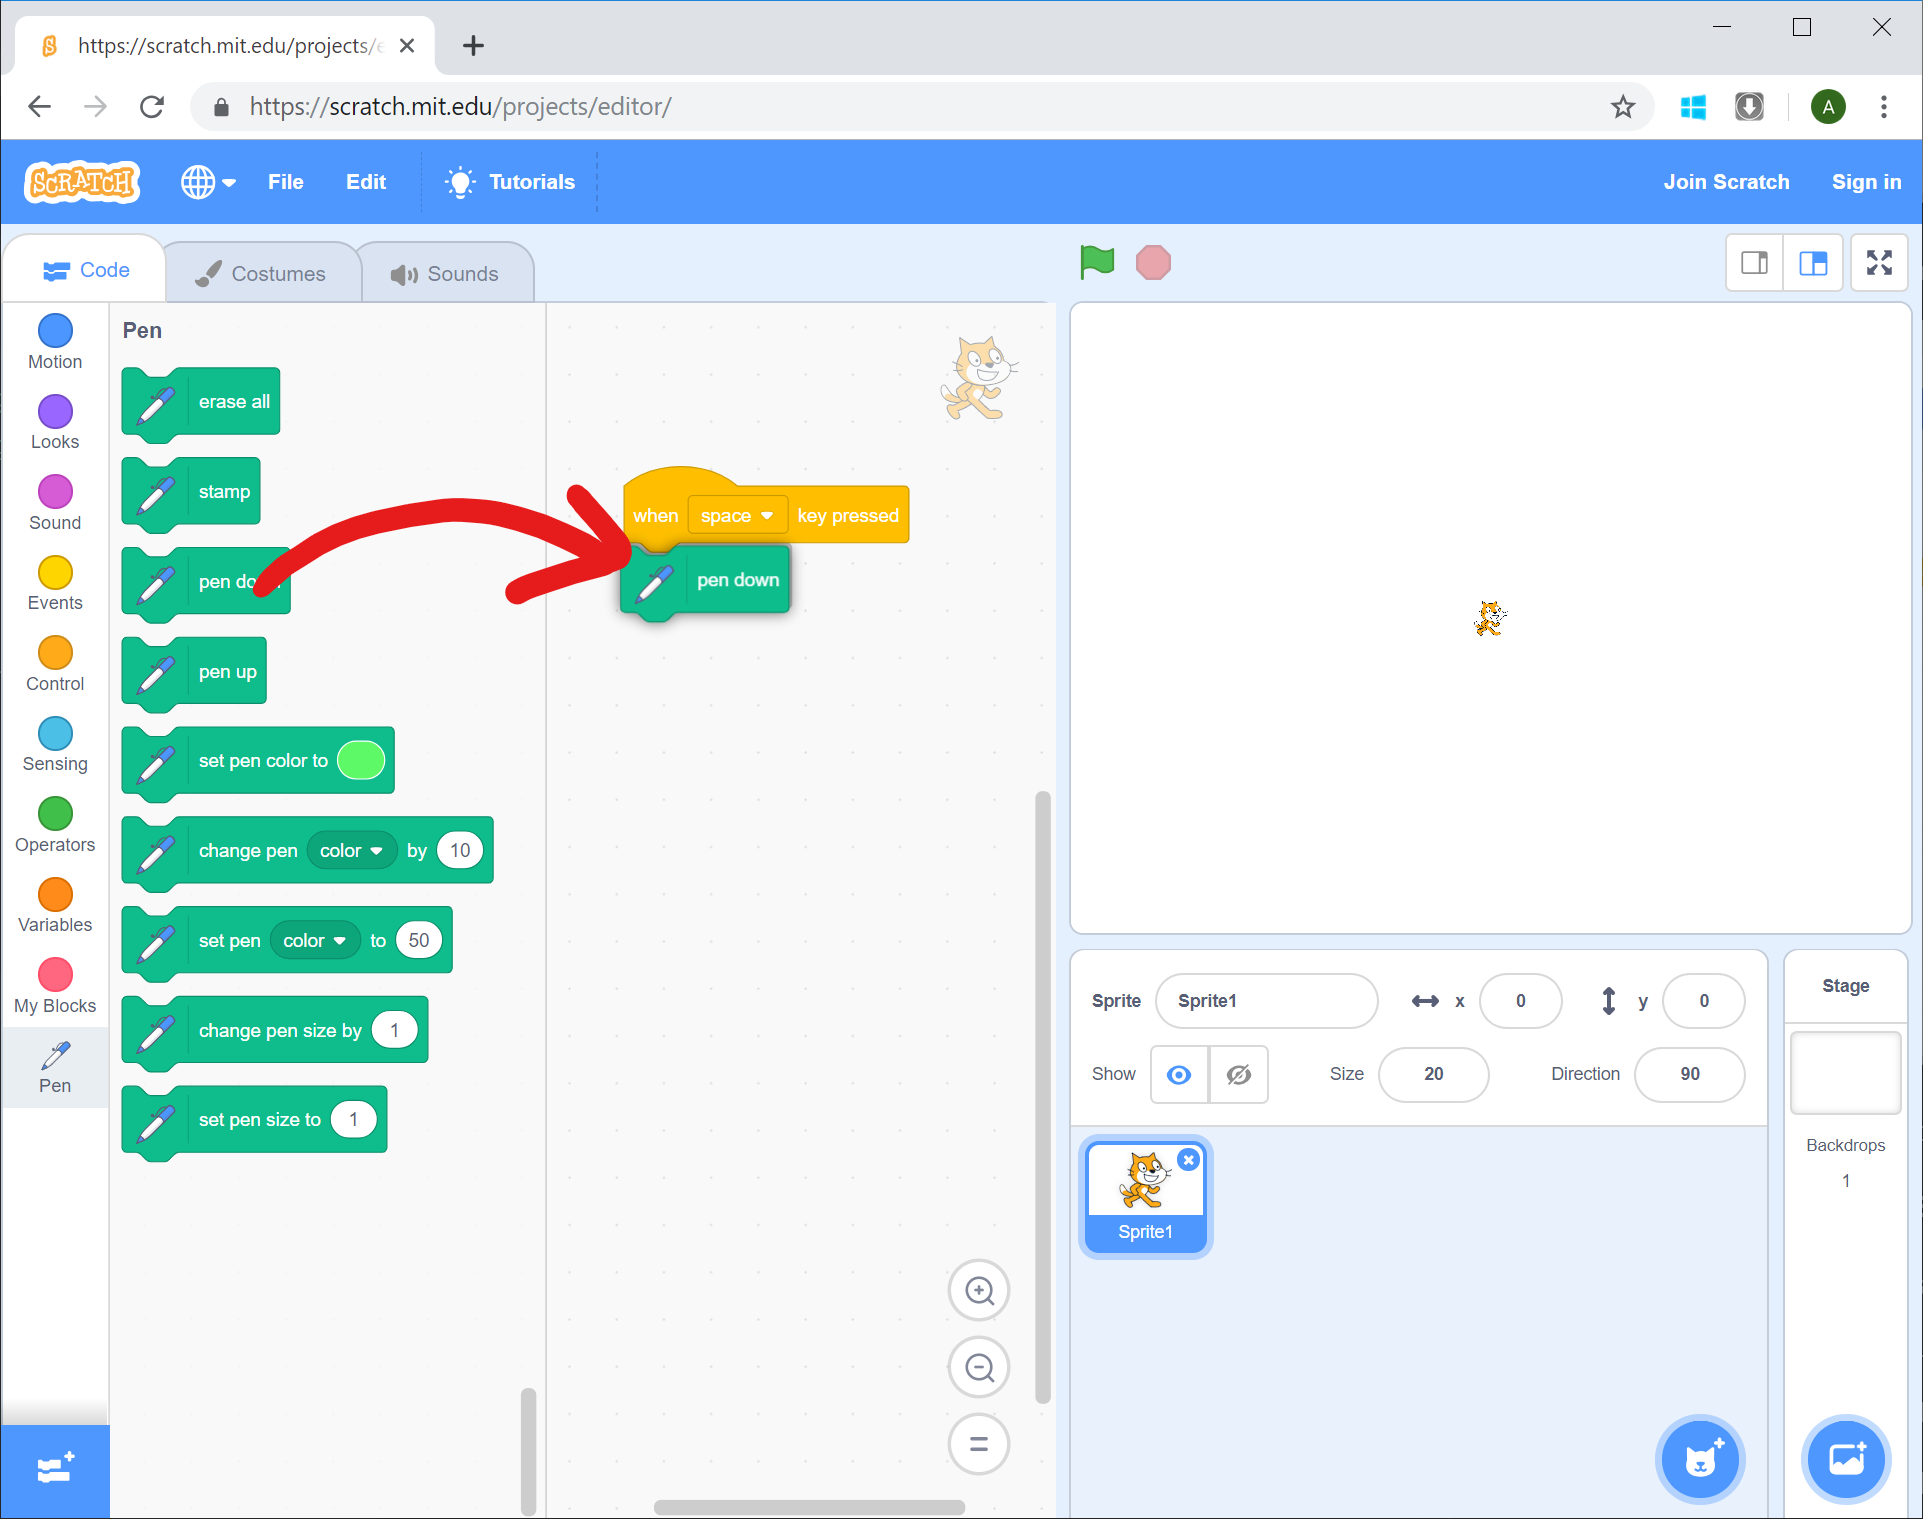 https://scratch.mit.edu/projects/e
https://scratch.mit.edu/projects/editor/
A
SCRATCH
File
Edit
Tutorials
Join Scratch
Sign in
Code
Costumes
Sounds
Motion
Looks
Sound
Events
Control
Sensing
Operators
Variables
My Blocks
Pen
Pen
erase all
stamp
pen do
pen up
set pen color to
change pen color by 10
set pen color to 50
change pen size by 1
set pen size to 1
when space key pressed
pen down
Sprite Sprite1 x 0 y 0
Show Size 20 Direction 90
Sprite1
Stage
Backdrops
1